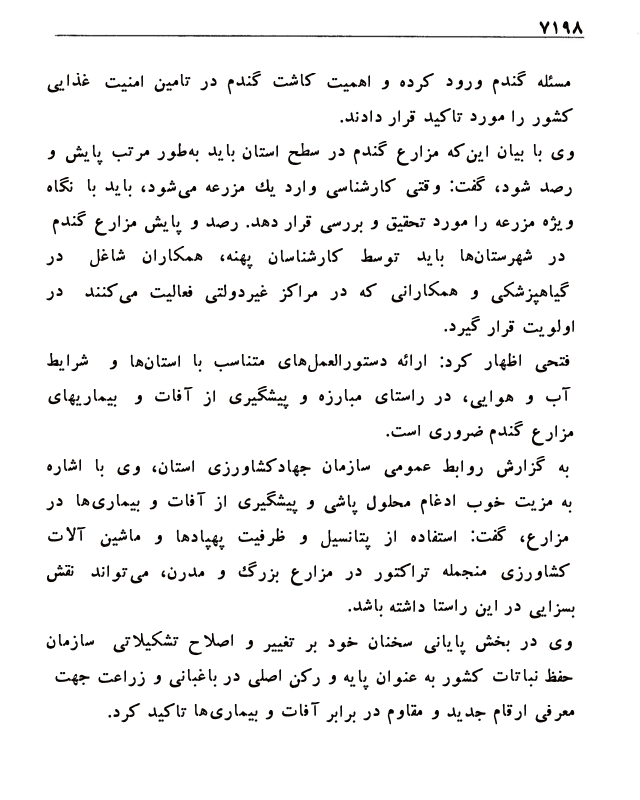 ۷۱۹۸
مسئله گندم ورود کرده و اهمیت کاشت گندم در تامین امنیت غذایی
کشور را مورد تاکید قرار دادند.
وی با بیان این‌که مزارع گندم در سطح استان باید به‌طور مرتب پایش و
رصد شود، گفت: وقتی کارشناسی وارد یك مزرعه می‌شود، باید با نگاه
ویژه مزرعه را مورد تحقیق و بررسی قرار دهد. رصد و پایش مزارع گندم
در شهرستان‌ها باید توسط کارشناسان پهنه، همکاران شاغل در
گیاهپزشکی و همکارانی که در مراکز غیردولتی فعالیت می‌کنند در
اولویت قرار گیرد.
فتحی اظهار کرد: ارائه دستورالعمل‌های متناسب با استان‌ها و شرایط
آب و هوایی، در راستای مبارزه و پیشگیری از آفات و بیماریهای
مزارع گندم ضروری است.
به گزارش روابط عمومی سازمان جهادکشاورزی استان، وی با اشاره
به مزیت خوب ادغام محلول پاشی و پیشگیری از آفات و بیماری‌ها در
مزارع، گفت: استفاده از پتانسیل و ظرفیت پهپادها و ماشین آلات
کشاورزی منجمله تراکتور در مزارع بزرگ و مدرن، می‌تواند نقش
بسزایی در این راستا داشته باشد.
وی در بخش پایانی سخنان خود بر تغییر و اصلاح تشکیلاتی سازمان
حفظ نباتات کشور به عنوان پایه و رکن اصلی در باغبانی و زراعت جهت
معرفی ارقام جدید و مقاوم در برابر آفات و بیماری‌ها تاکید کرد.